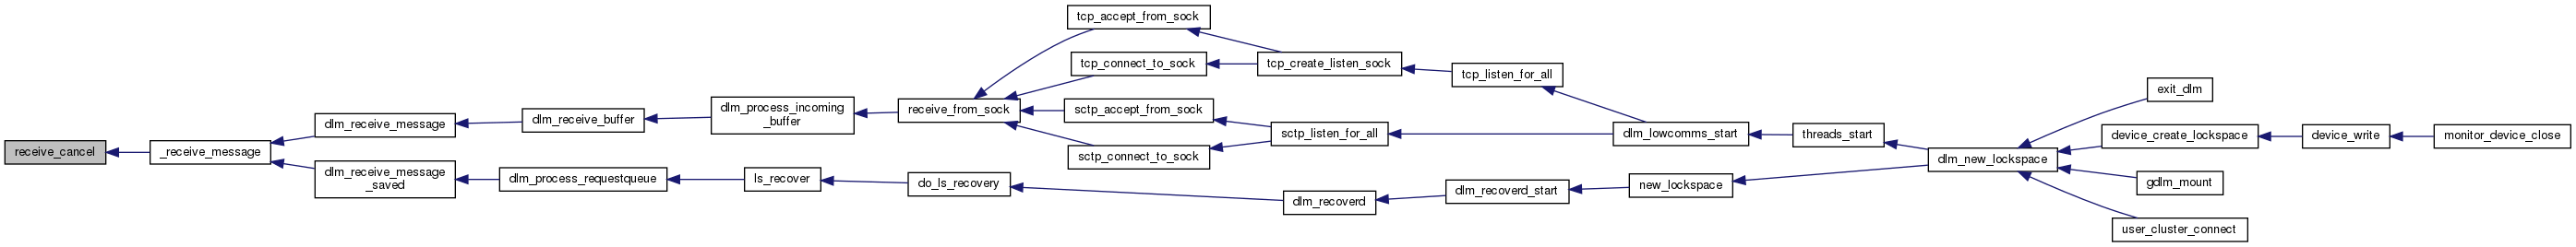 receive_cancel
_receive_message
dlm_receive_message
dlm_receive_message
_saved
dlm_receive_buffer
dlm_process_requestqueue
dlm_process_incoming
_buffer
ls_recover
receive_from_sock
do_ls_recovery
tcp_accept_from_sock
tcp_connect_to_sock
sctp_accept_from_sock
sctp_connect_to_sock
tcp_create_listen_sock
sctp_listen_for_all
dlm_recoverd
tcp_listen_for_all
dlm_recoverd_start
dlm_lowcomms_start
new_lockspace
threads_start
dlm_new_lockspace
exit_dlm
device_create_lockspace
gdlm_mount
user_cluster_connect
device_write
monitor_device_close